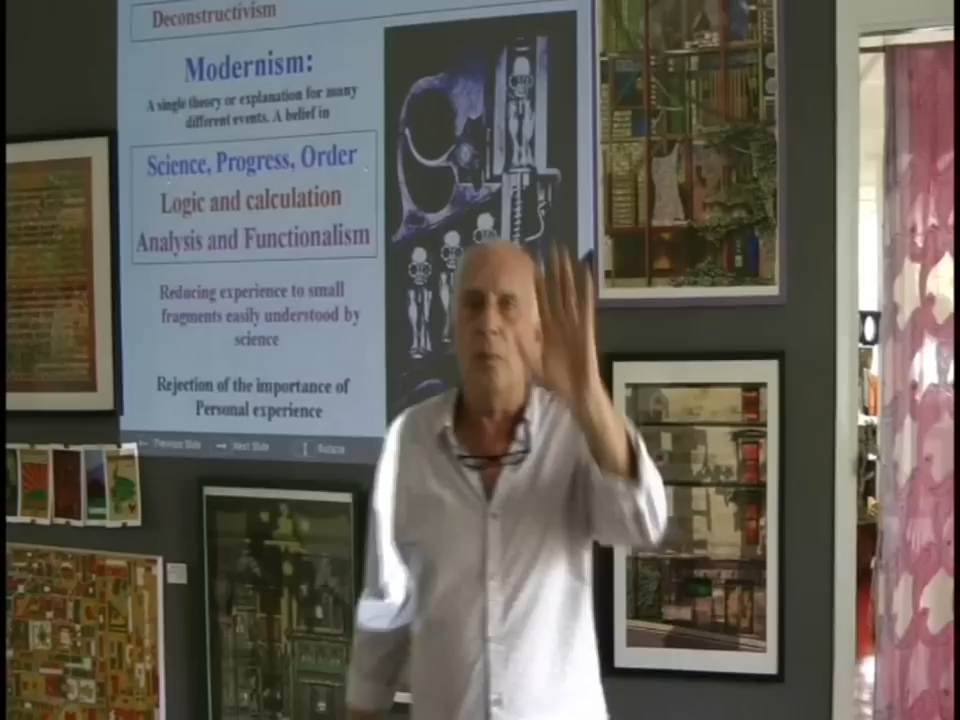 Deconstructivism
Modernism:
A single theory or explanation for many
different events. A belief in
Science, Progress, Order
Logic and calculation
Analysis and Functionalism
Reducing experience to small
fragments easily understood by
science
Rejection of the importance of
Personal experience
← Previous Slide → Next Slide